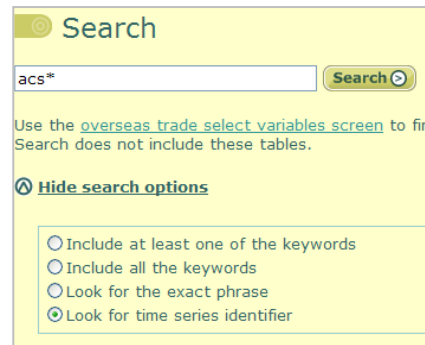 Search
acs*
Search
Use the overseas trade select variables screen to
Search does not include these tables.
Hide search options
Include at least one of the keywords
Include all the keywords
Look for the exact phrase
Look for time series identifier